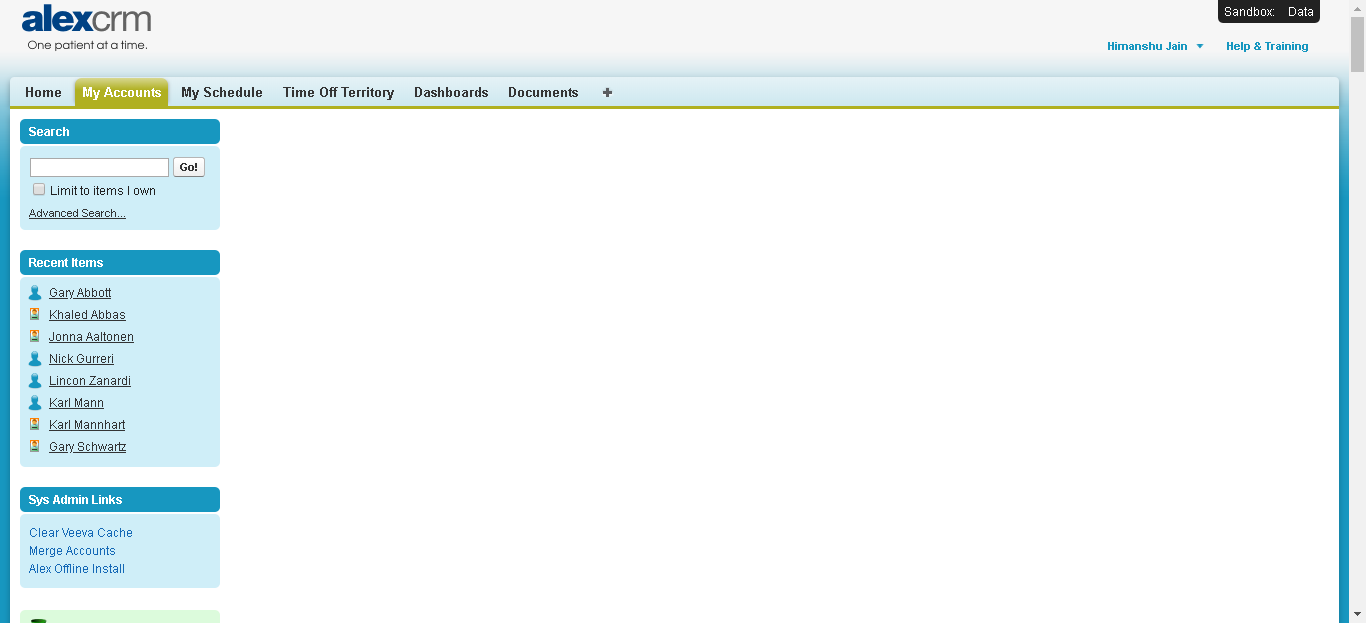 alexcrm
One patient at a time.
Sandbox: Data
Himanshu Jain Help & Training
Home My Accounts My Schedule Time Off Territory Dashboards Documents +
Search
Go!
Limit to items I own
Advanced Search...
Recent Items
Gary Abbott
Khaled Abbas
Jonna Aaltonen
Nick Gurreri
Lincon Zanardi
Karl Mann
Karl Mannhart
Gary Schwartz
Sys Admin Links
Clear Veeva Cache
Merge Accounts
Alex Offline Install